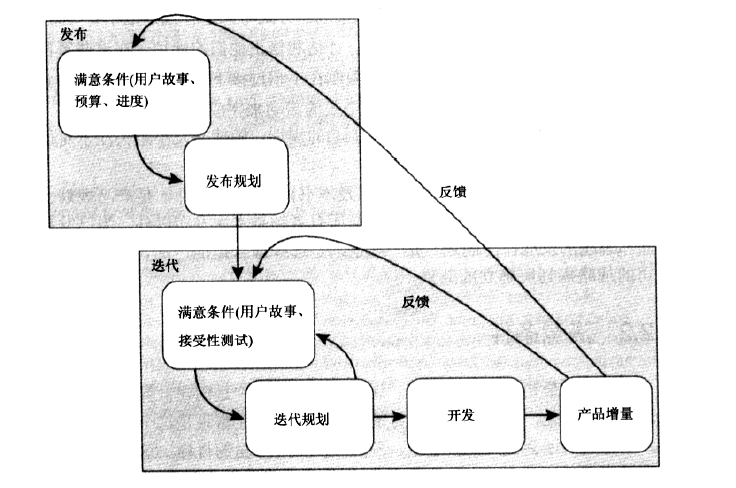 发布
满意条件(用户故事、
预算、进度)
发布规划
反馈
迭代
满意条件(用户故事、
接受性测试)
反馈
迭代规划
开发
产品增量